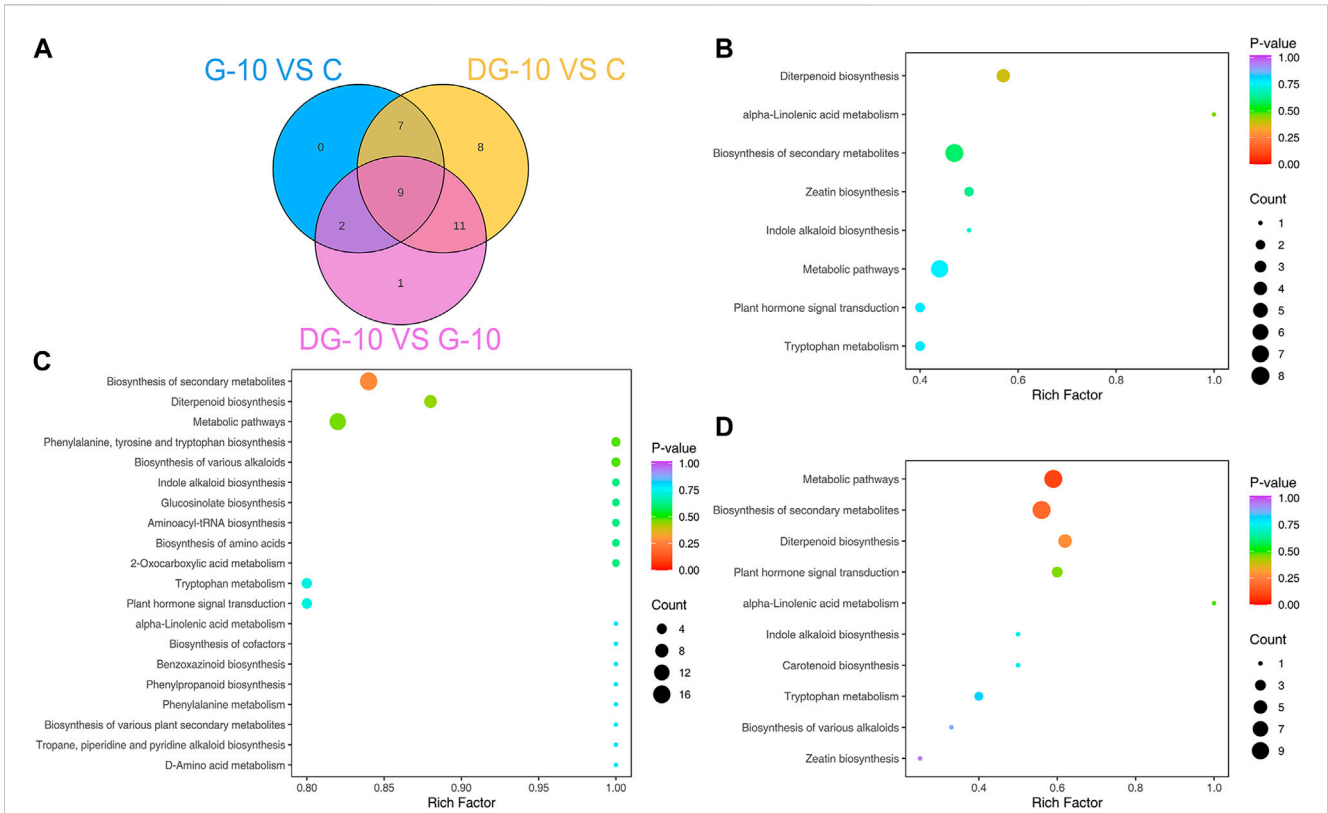 A
G-10 VS C
DG-10 VS C
0
7
8
9
2
11
1
DG-10 VS G-10
B
Diterpenoid biosynthesis
alpha-Linolenic acid metabolism
Biosynthesis of secondary metabolites
Zeatin biosynthesis
Indole alkaloid biosynthesis
Metabolic pathways
Plant hormone signal transduction
Tryptophan metabolism
0.4 0.6 0.8 1.0
Rich Factor
P-value
1.00
0.75
0.50
0.25
0.00
Count
1
2
3
4
5
6
7
8
C
Biosynthesis of secondary metabolites
Diterpenoid biosynthesis
Metabolic pathways
Phenylalanine, tyrosine and tryptophan biosynthesis
Biosynthesis of various alkaloids
Indole alkaloid biosynthesis
Glucosinolate biosynthesis
Aminoacyl-tRNA biosynthesis
Biosynthesis of amino acids
2-Oxocarboxylic acid metabolism
Tryptophan metabolism
Plant hormone signal transduction
alpha-Linolenic acid metabolism
Biosynthesis of cofactors
Benzoxazinoid biosynthesis
Phenylpropanoid biosynthesis
Phenylalanine metabolism
Biosynthesis of various plant secondary metabolites
Tropane, piperidine and pyridine alkaloid biosynthesis
D-Amino acid metabolism
0.80 0.85 0.90 0.95 1.00
Rich Factor
P-value
1.00
0.75
0.50
0.25
0.00
Count
4
8
12
16
D
Metabolic pathways
Biosynthesis of secondary metabolites
Diterpenoid biosynthesis
Plant hormone signal transduction
alpha-Linolenic acid metabolism
Indole alkaloid biosynthesis
Carotenoid biosynthesis
Tryptophan metabolism
Biosynthesis of various alkaloids
Zeatin biosynthesis
0.4 0.6 0.8 1.0
Rich Factor
P-value
1.00
0.75
0.50
0.25
0.00
Count
1
3
5
7
9